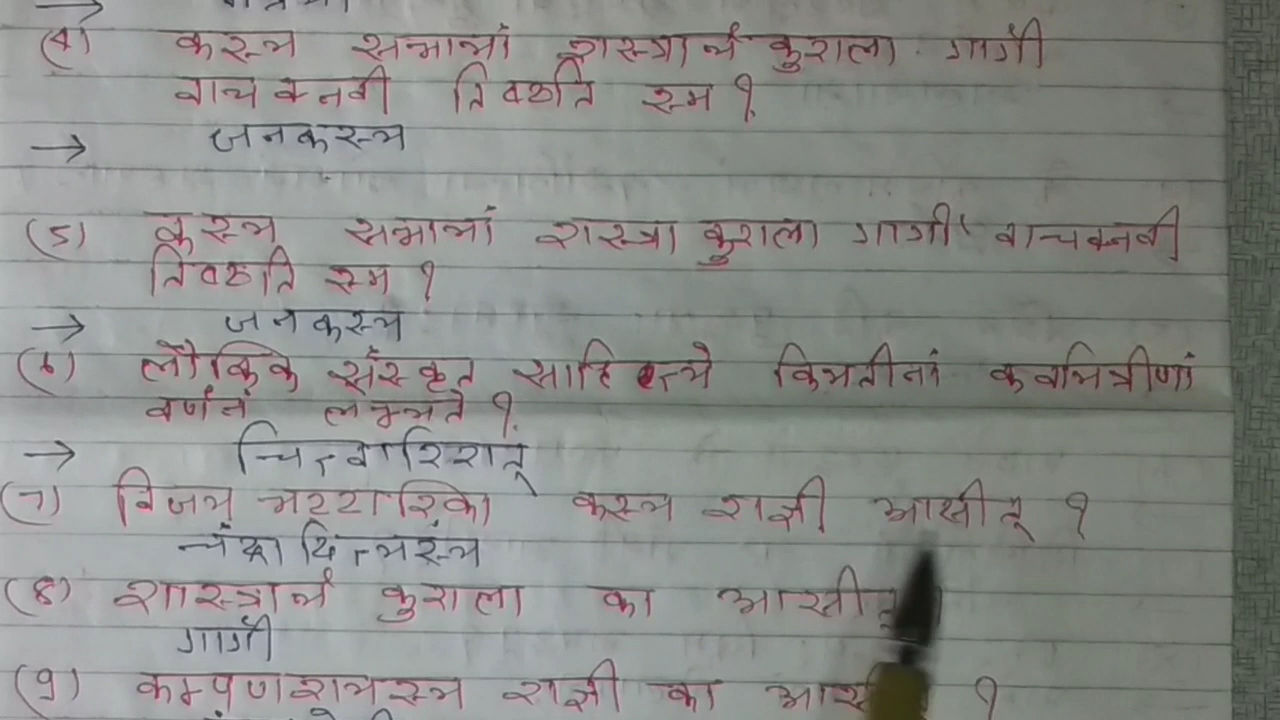 (4) कस्य सभायां शास्त्रार्थ कुशला गार्गी
वाचक्नवी तिष्ठति स्म ?
→ जनकस्य
(5) कस्य सभायां शास्त्रा कुशला गार्गी वाचक्नवी
तिष्ठति स्म ?
→ जनकस्य
(6) लौकिके संस्कृत साहित्ये कियतीनां कवयित्रीणां
वर्णनं लभ्यते ?
→ चित्वारिशत्
(7) विजय भट्टारिका कस्य राज्ञी आसीत् ?
चंद्रादित्यस्य
(8) शास्त्रार्थ कुशला का आसीत्
गार्गी
(9) कम्पणरायस्य राज्ञी का ?